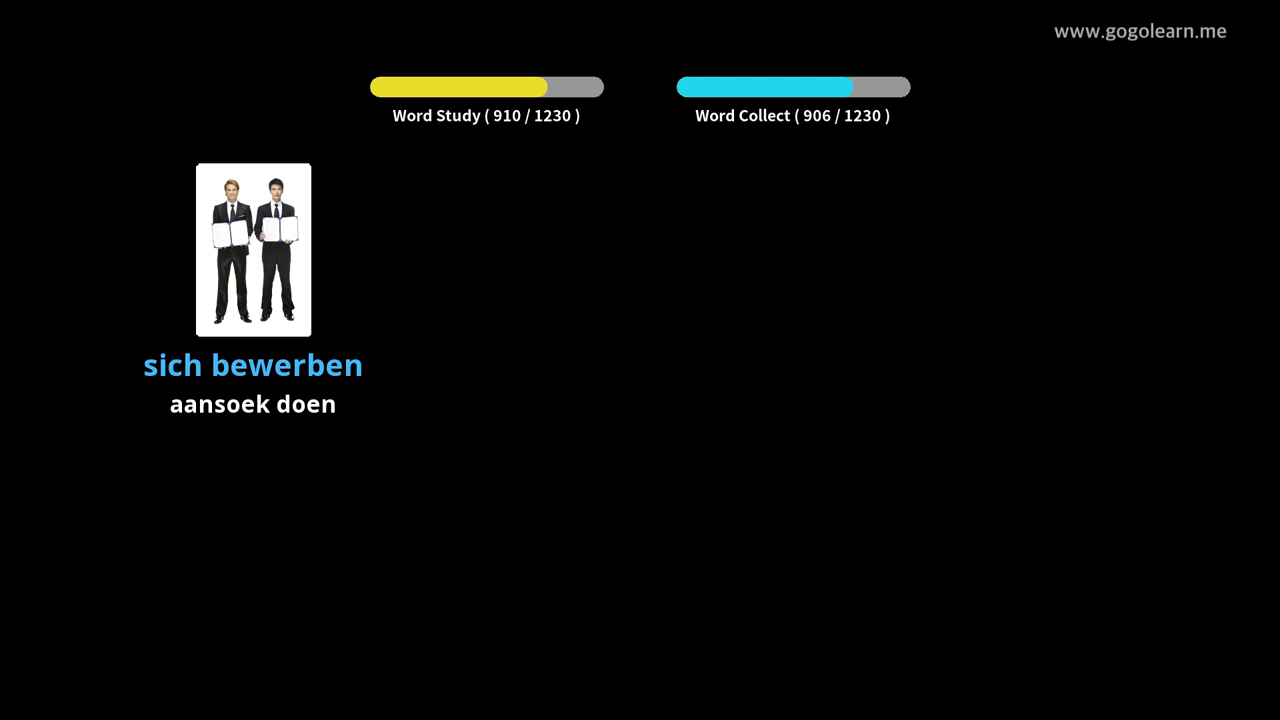 www.gogolearn.me
Word Study ( 910 / 1230 )
Word Collect ( 906 / 1230 )
sich bewerben
aansoek doen